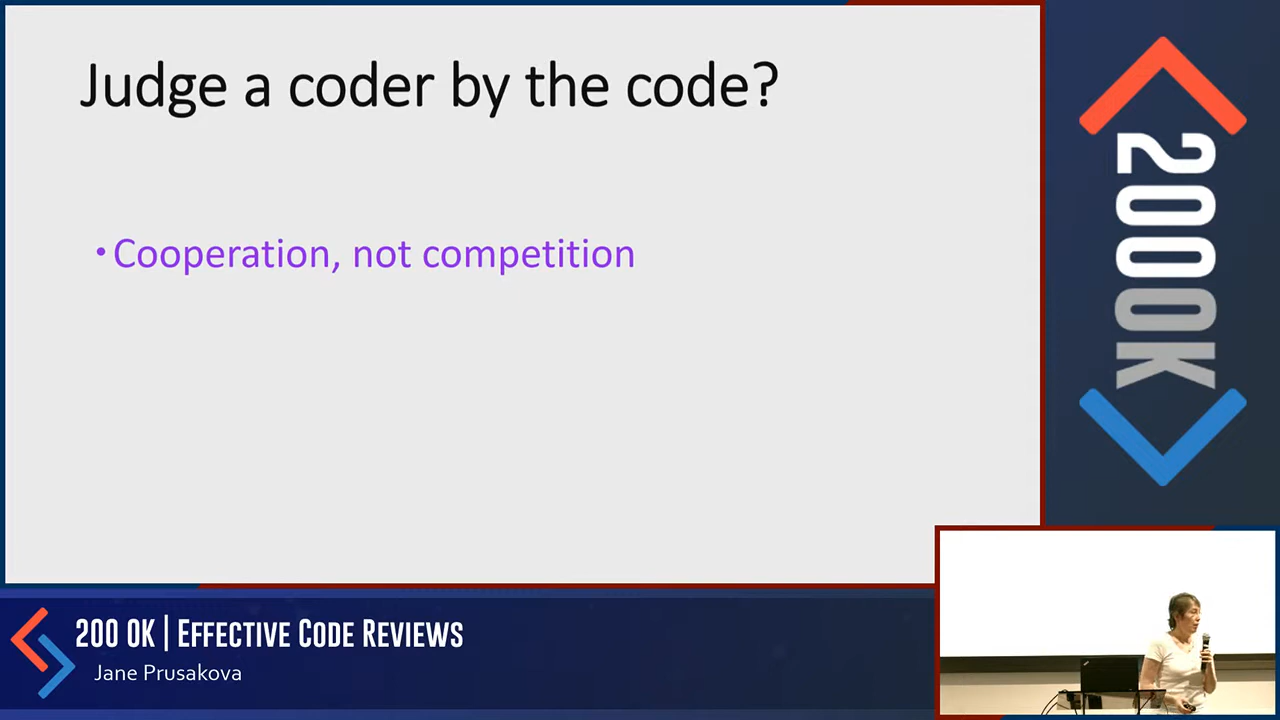 Judge a coder by the code?
• Cooperation, not competition
200OK
200 OK | Effective Code Reviews
Jane Prusakova